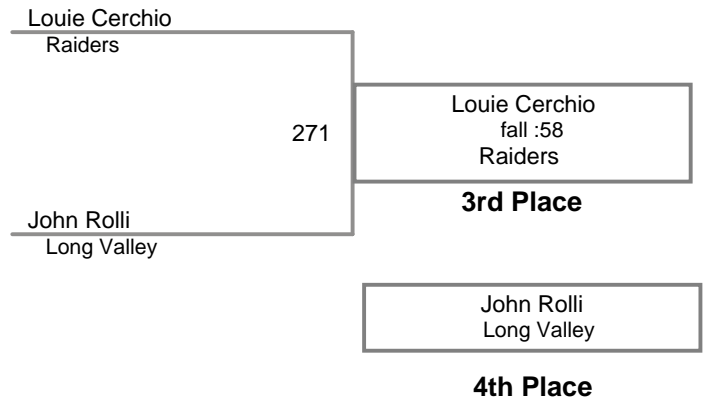 Louie Cerchio
Raiders
271
Louie Cerchio
fall :58
Raiders
3rd Place
John Rolli
Long Valley
John Rolli
Long Valley
4th Place